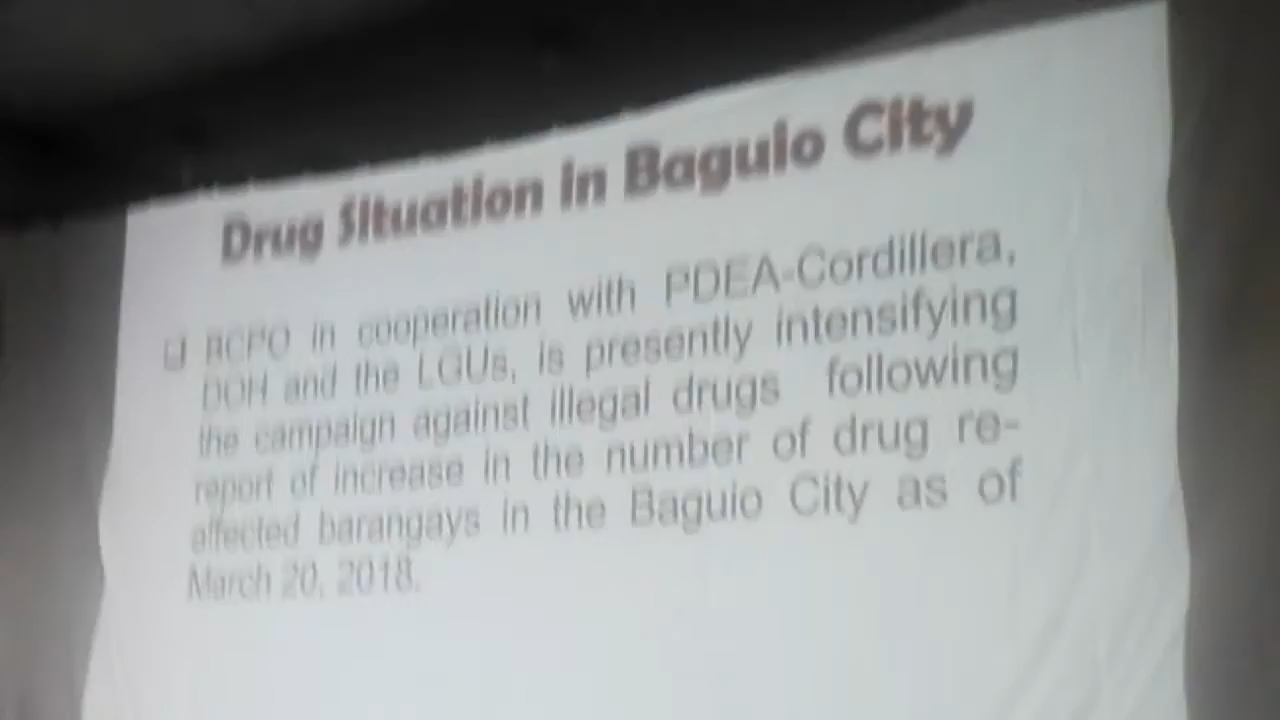 Drug Situation in Baguio City
❑ BCPO in cooperation with PDEA-Cordillera,
DOH and the LGUs, is presently intensifying
the campaign against illegal drugs following
report of increase in the number of drug re-
affected barangays in the Baguio City as of
March 20, 2018.